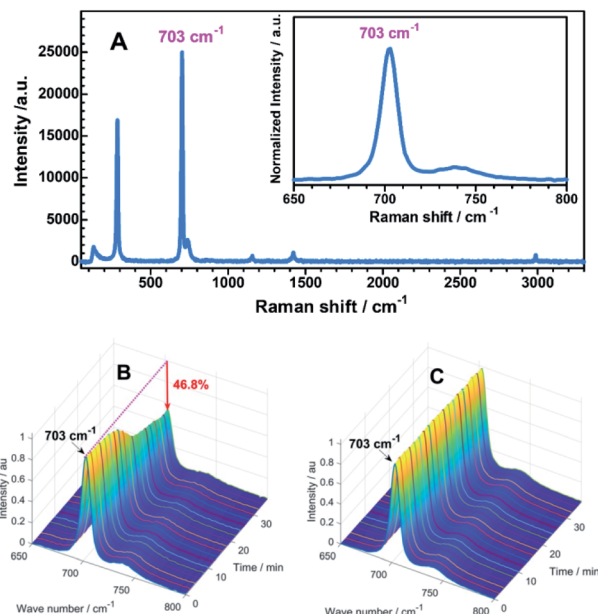 A
703 cm-1
25000
20000
15000
10000
5000
0
Intensity /a.u.
500
1000
1500
2000
2500
3000
Raman shift / cm-1
703 cm-1
Normalized Intensity / a.u.
650
700
750
800
Raman shift / cm-1
B
46.8%
703 cm-1
1
0.8
0.6
0.4
0.2
0
Intensity / au
650
700
750
800
Wave number / cm-1
0
10
20
30
Time / min
C
703 cm-1
1
0.8
0.6
0.4
0.2
0
Intensity / au
650
700
750
800
Wave number / cm-1
0
10
20
30
Time / min